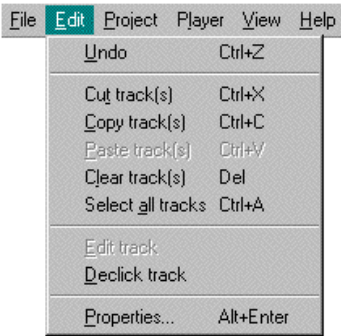 File Edit Project Player View Help
Undo Ctrl+Z
Cut track(s) Ctrl+X
Copy track(s) Ctrl+C
Paste track(s) Ctrl+V
Clear track(s) Del
Select all tracks Ctrl+A
Edit track
Declick track
Properties... Alt+Enter